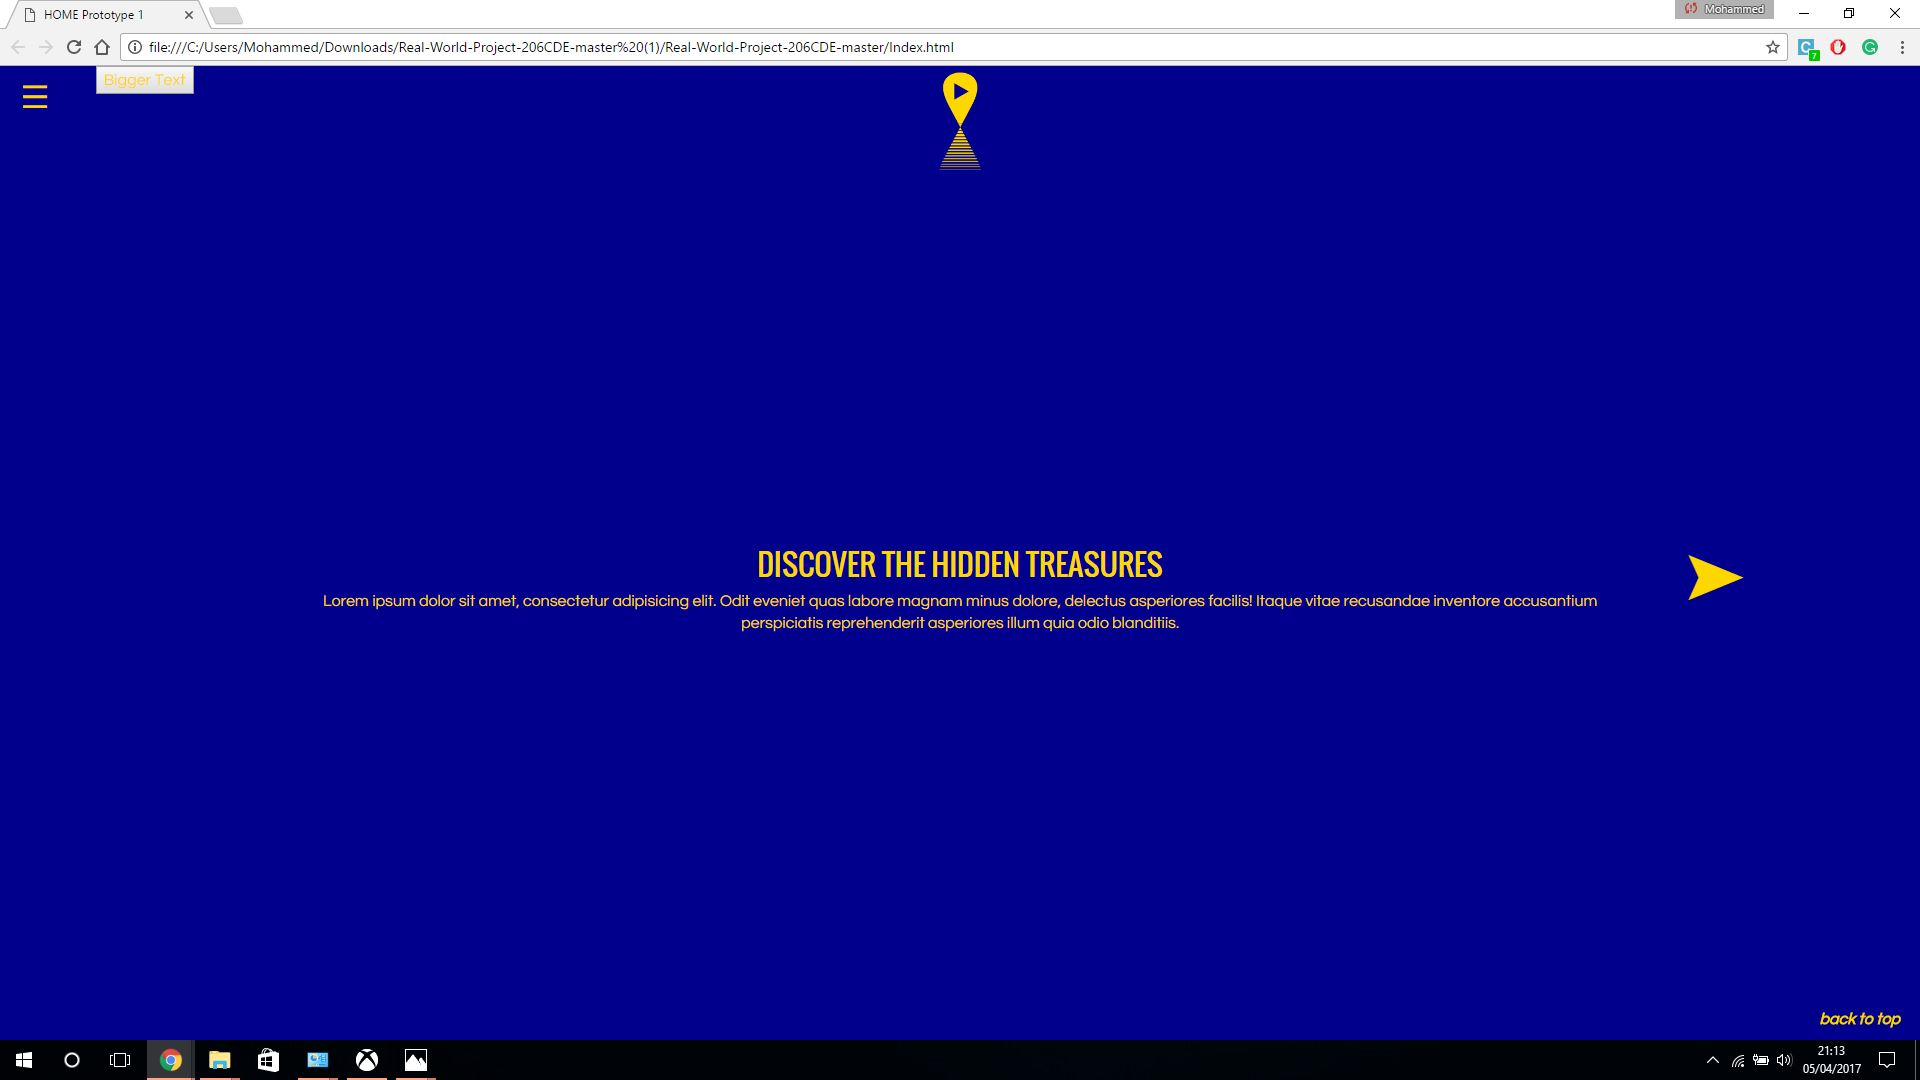 HOME Prototype 1
Mohammed
file:///C:/Users/Mohammed/Downloads/Real-World-Project-206CDE-master%20(1)/Real-World-Project-206CDE-master/Index.html
7
Bigger Text
DISCOVER THE HIDDEN TREASURES
Lorem ipsum dolor sit amet, consectetur adipisicing elit. Odit eveniet quas labore magnam minus dolore, delectus asperiores facilis! Itaque vitae recusandae inventore accusantium
perspiciatis reprehenderit asperiores illum quia odio blanditiis.
back to top
21:13
05/04/2017